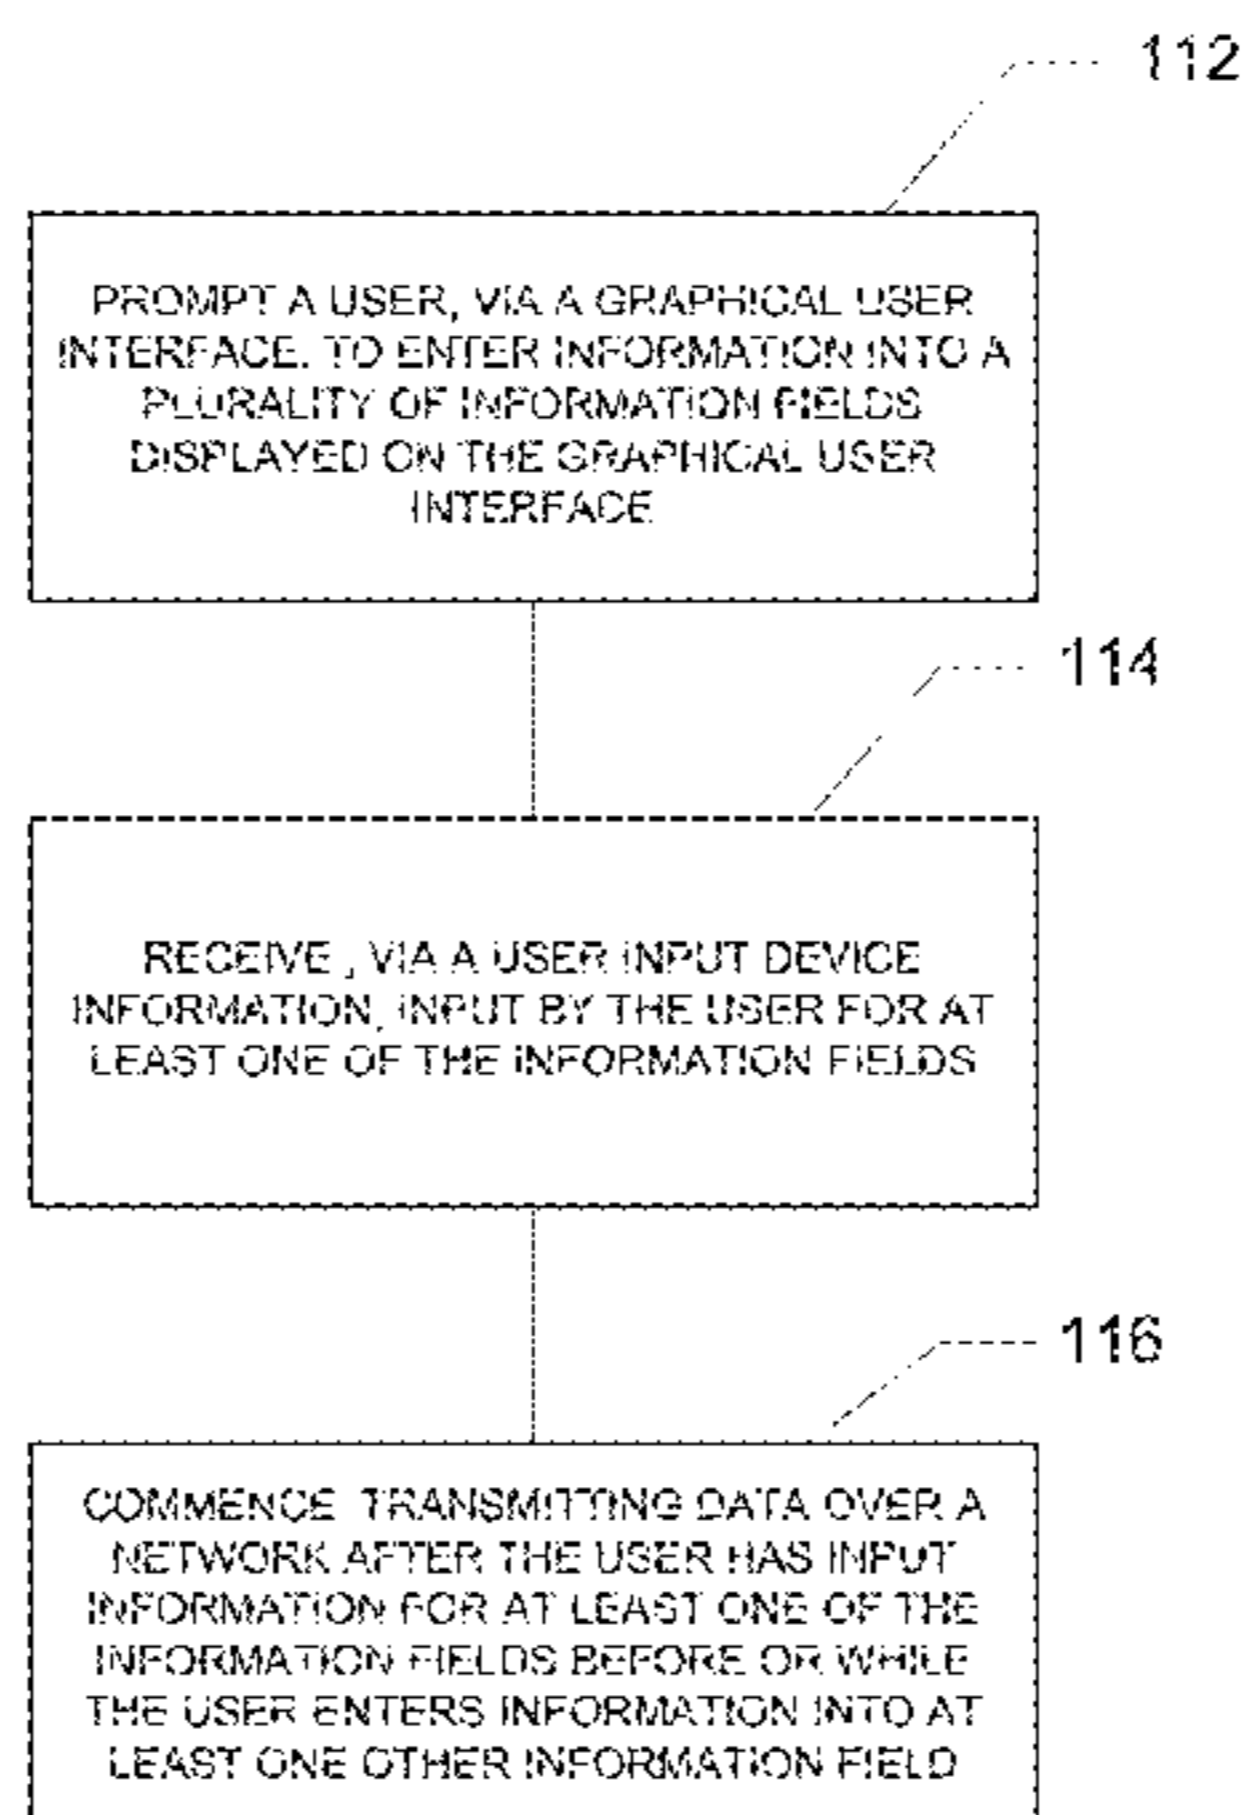 112
PROMPT A USER, VIA A GRAPHICAL USER
INTERFACE, TO ENTER INFORMATION INTO A
PLURALITY OF INFORMATION FIELDS
DISPLAYED ON THE GRAPHICAL USER
INTERFACE
114
RECEIVE , VIA A USER INPUT DEVICE
INFORMATION, INPUT BY THE USER FOR AT
LEAST ONE OF THE INFORMATION FIELDS
116
COMMENCE TRANSMITTING DATA OVER A
NETWORK AFTER THE USER HAS INPUT
INFORMATION FOR AT LEAST ONE OF THE
INFORMATION FIELDS BEFORE OR WHILE
THE USER ENTERS INFORMATION INTO AT
LEAST ONE OTHER INFORMATION FIELD